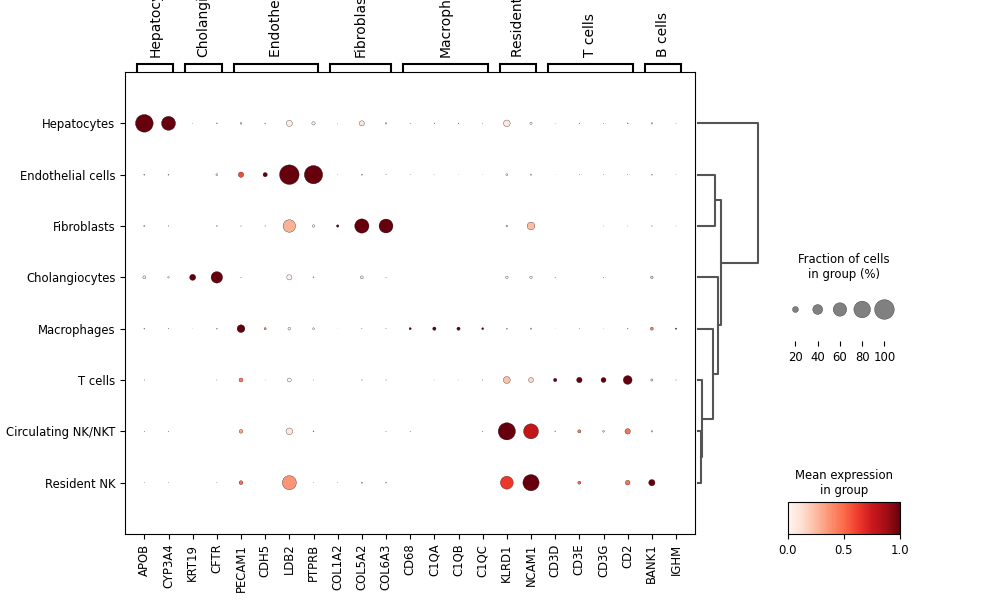 Hepatocy
Cholangi
Endothe
Fibroblas
Macroph
Resident
T cells
B cells
Hepatocytes
Endothelial cells
Fibroblasts
Cholangiocytes
Macrophages
T cells
Circulating NK/NKT
Resident NK
APOB
CYP3A4
KRT19
CFTR
PECAM1
CDH5
LDB2
PTPRB
COL1A2
COL5A2
COL6A3
CD68
C1QA
C1QB
C1QC
KLRD1
NCAM1
CD3D
CD3E
CD3G
CD2
BANK1
IGHM
Fraction of cells
in group (%)
20 40 60 80 100
Mean expression
in group
0.0 0.5 1.0